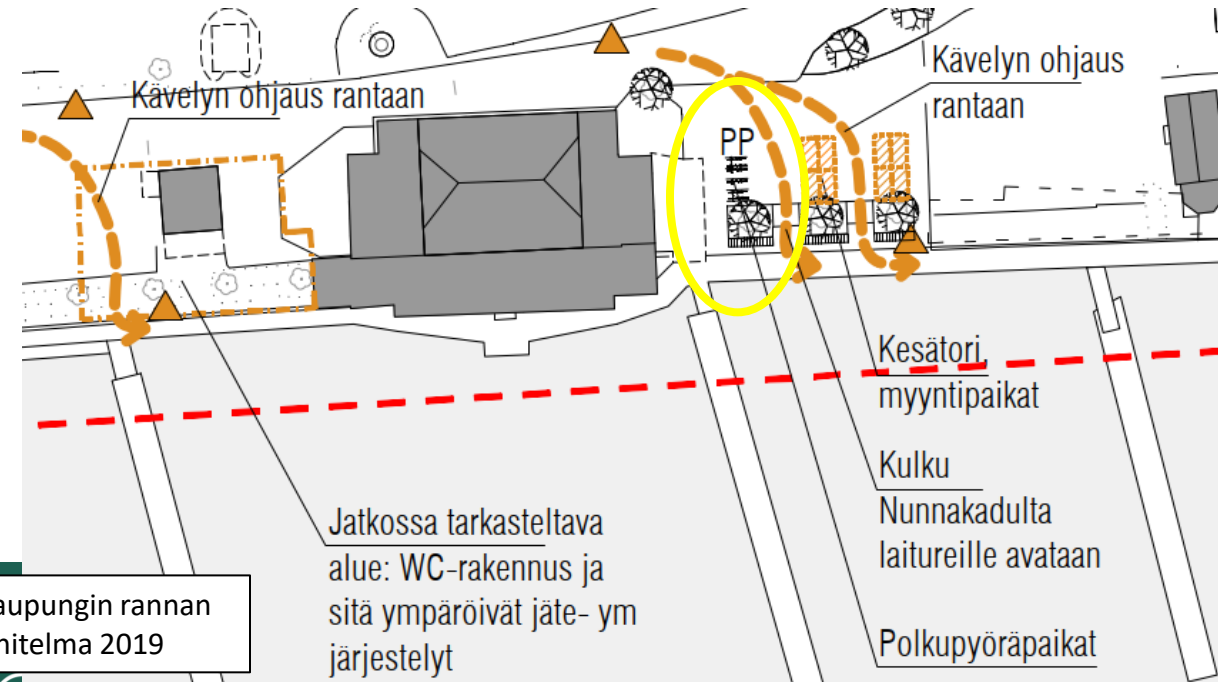 Kävelyn ohjaus rantaan
Kävelyn ohjaus
rantaan
PP
Kesätori,
myyntipaikat
Kulku
Nunnakadulta
laitureille avataan
Polkupyöräpaikat
Jatkossa tarkasteltava
alue: WC-rakennus ja
sitä ympäröivät jäte- ym
järjestelyt
aupungin rannan
nitelma 2019